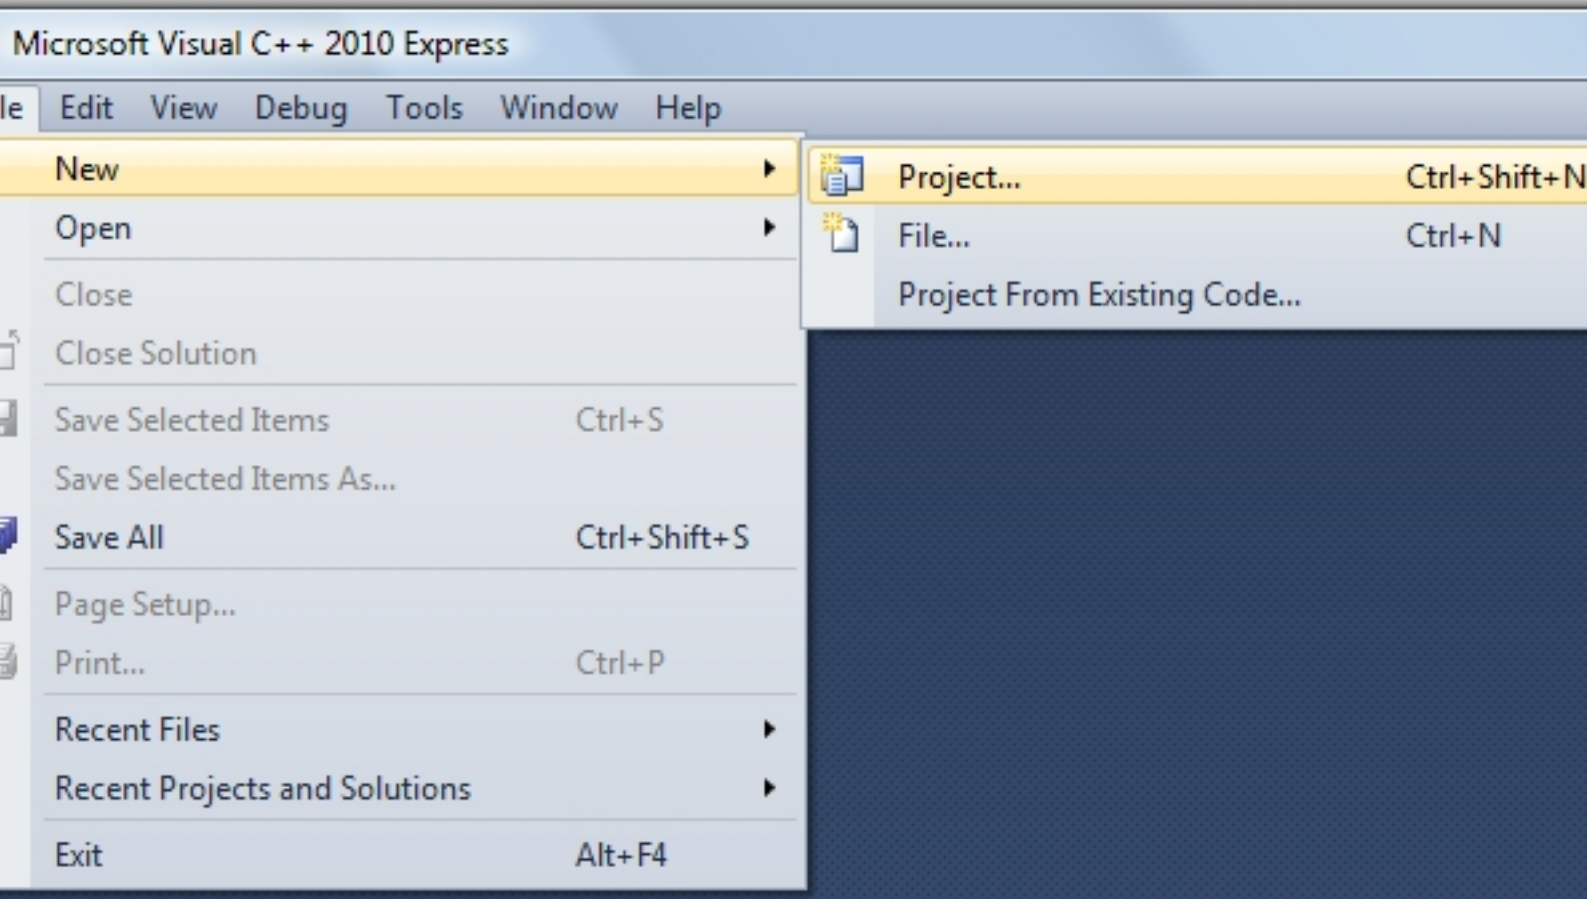 Microsoft Visual C++ 2010 Express
le Edit View Debug Tools Window Help
New
Project... Ctrl+Shift+N
Open
File... Ctrl+N
Close
Project From Existing Code...
Close Solution
Save Selected Items Ctrl+S
Save Selected Items As...
Save All Ctrl+Shift+S
Page Setup...
Print... Ctrl+P
Recent Files
Recent Projects and Solutions
Exit Alt+F4